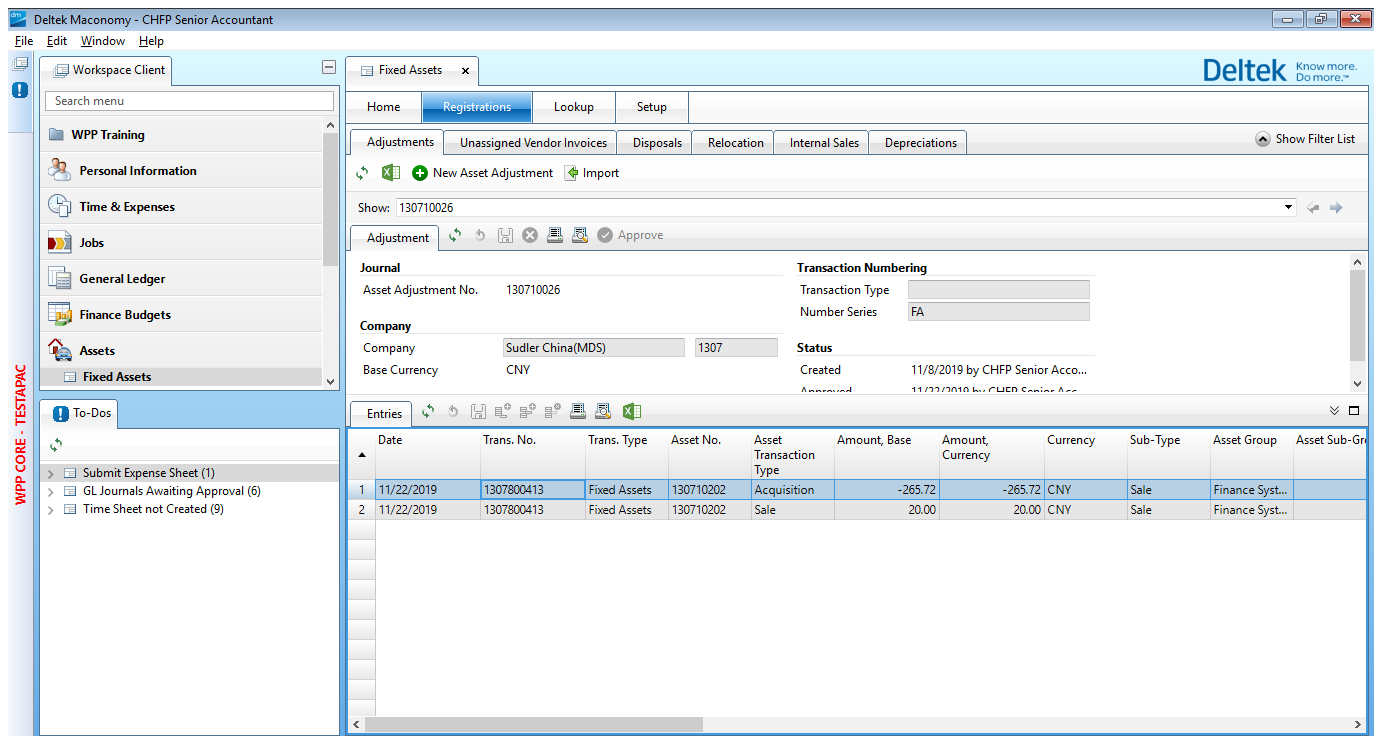 Deltek Maconomy - CHFP Senior Accountant
File Edit Window Help
Workspace Client
Search menu
WPP Training
Personal Information
Time & Expenses
Jobs
General Ledger
Finance Budgets
Assets
Fixed Assets
WPP CORE - TESTAPAC
To-Dos
Submit Expense Sheet (1)
GL Journals Awaiting Approval (6)
Time Sheet not Created (9)
Fixed Assets
Deltek Know more. Do more.™
Home Registrations Lookup Setup
Adjustments Unassigned Vendor Invoices Disposals Relocation Internal Sales Depreciations Show Filter List
New Asset Adjustment Import
Show: 130710026
Adjustment Approve
Journal
Asset Adjustment No. 130710026
Company
Company Sudler China(MDS) 1307
Base Currency CNY
Transaction Numbering
Transaction Type
Number Series FA
Status
Created 11/8/2019 by CHFP Senior Acco...
Approved 11/22/2019 by CHFP Senior Acc...
Entries
Date Trans. No. Trans. Type Asset No. Asset Transaction Type Amount, Base Amount, Currency Currency Sub-Type Asset Group Asset Sub-Gr
1 11/22/2019 1307800413 Fixed Assets 130710202 Acquisition -265.72 -265.72 CNY Sale Finance Syst...
2 11/22/2019 1307800413 Fixed Assets 130710202 Sale 20.00 20.00 CNY Sale Finance Syst...